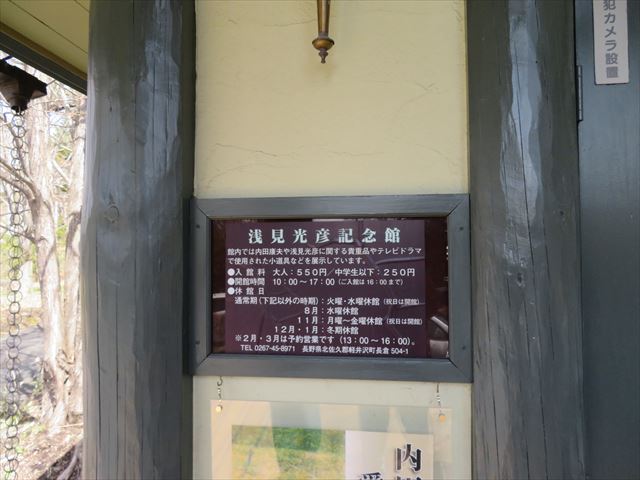 犯カメラ設置
浅見光彦記念館
館内では内田康夫や浅見光彦に関する貴重品やテレビドラマ
で使用された小道具などを展示しています。
●入館料 大人：550円／中学生以下：250円
●開館時間 10：00〜17：00（ご入館は16：00まで）
●休館日
通常期（下記以外の時期）：火曜・水曜休館（祝日は開館）
8月：水曜休館
11月：月曜〜金曜休館（祝日は開館）
12月・1月：冬期休館
※2月・3月は予約営業です（13：00〜16：00）。
TEL 0267-45-8971 長野県北佐久郡軽井沢町長倉504-1
内